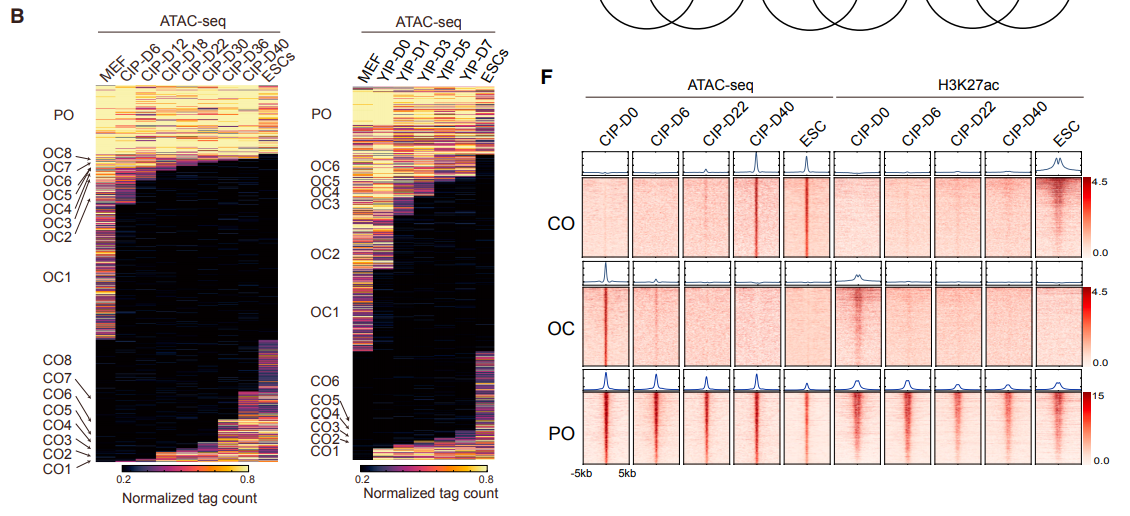 B
ATAC-seq
MEF
CIP-D6
CIP-D12
CIP-D18
CIP-D22
CIP-D30
CIP-D36
CIP-D40
ESCs
PO
OC8
OC7
OC6
OC5
OC4
OC3
OC2
OC1
CO8
CO7
CO6
CO5
CO4
CO3
CO2
CO1
0.2 0.8
Normalized tag count
ATAC-seq
MEF
YIP-D0
YIP-D1
YIP-D3
YIP-D5
YIP-D7
ESCs
PO
OC6
OC5
OC4
OC3
OC2
OC1
CO6
CO5
CO4
CO3
CO2
CO1
0.2 0.8
Normalized tag count
F
ATAC-seq H3K27ac
CIP-D0
CIP-D6
CIP-D22
CIP-D40
ESC
CIP-D0
CIP-D6
CIP-D22
CIP-D40
ESC
CO
4.5
0.0
OC
4.5
0.0
PO
15
0.0
-5kb 5kb